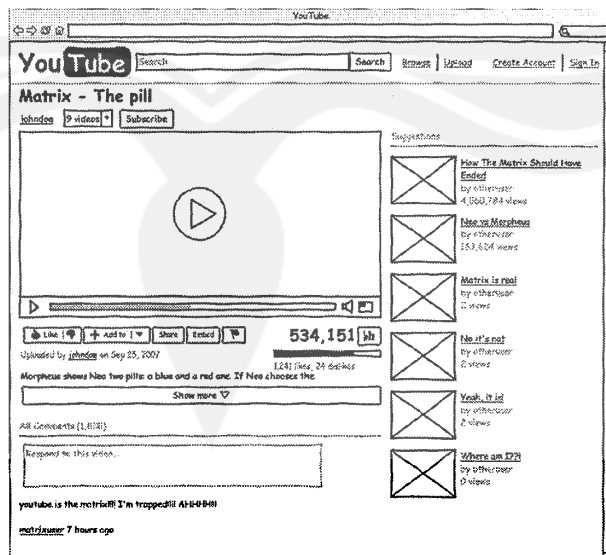 YouTube
YouTube Search Search Browse Upload Create Account Sign In
Matrix - The pill
johndoe 9 videos Subscribe
Like Add to Share Embed 534,151
Uploaded by johndoe on Sep 25, 2007
1,241 likes, 24 dislikes
Morpheus shows Neo two pills: a blue and a red one. If Neo chooses the
Show more
All Comments
Respond to this video...
youtube is the matrix!!!! I'm trapped!!!! AHHHH!!!
matrixuser 7 hours ago
Suggestions
How The Matrix Should Have
Ended
by otheruser
views
Neo vs Morpheus
by otheruser
views
Matrix is real
by otheruser
2 views
No it's not
by otheruser
2 views
Yeah, it is!
by otheruser
2 views
Where am I??!
by otheruser
0 views